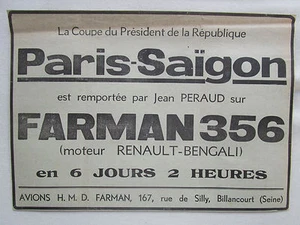 La Coupe du Président de la République
Paris-Saïgon
est remportée par Jean PERAUD sur
FARMAN 356
(moteur RENAULT-BENGALI)
en 6 JOURS 2 HEURES
AVIONS H. M. D. FARMAN, 167, rue de Silly, Billancourt (Seine)